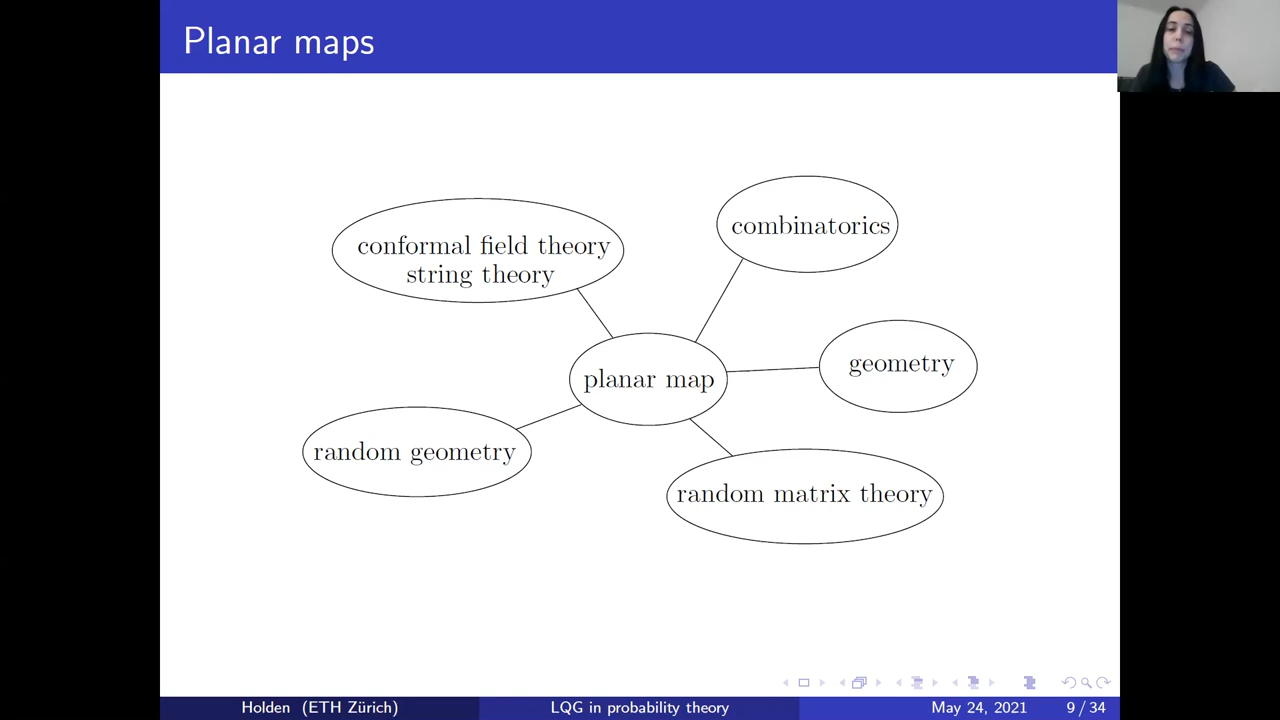 Planar maps
combinatorics
conformal field theory
string theory
geometry
planar map
random geometry
random matrix theory
Holden (ETH Zürich)
LQG in probability theory
May 24, 2021
9 / 34